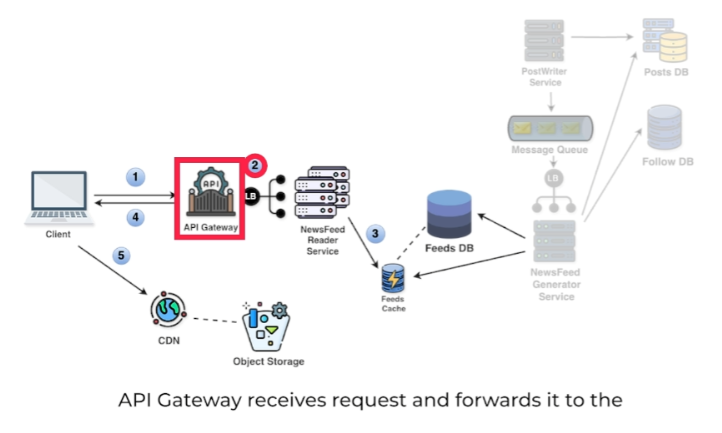 PostWriter
Service
Posts DB
Message Queue
Follow DB
LB
1
2
API
LB
4
Client
API Gateway
NewsFeed
Reader
Service
3
Feeds DB
5
Feeds
Cache
NewsFeed
Generator
Service
CDN
Object Storage
API Gateway receives request and forwards it to the